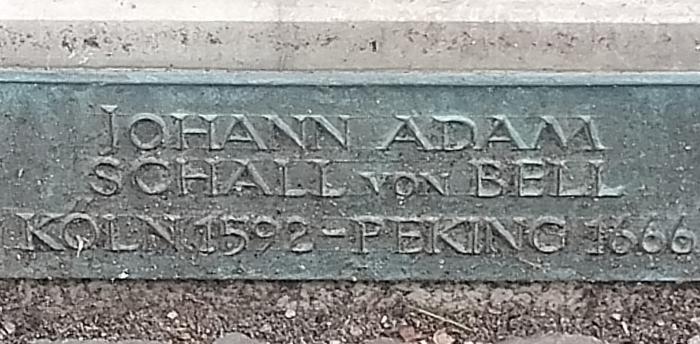 JOHANN ADAM
SCHALL VON BELL
KÖLN 1592-PEKING 1666